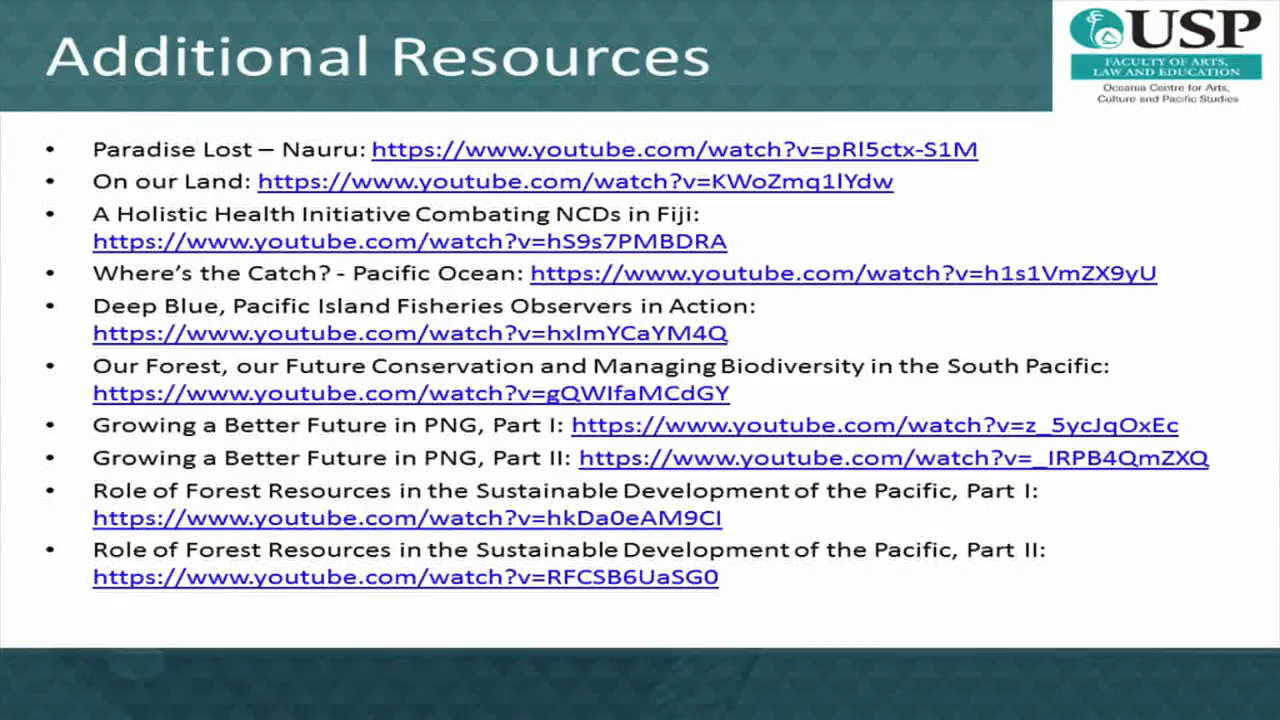 Additional Resources
USP
FACULTY OF ARTS,
LAW AND EDUCATION
Oceania Centre for Arts,
Culture and Pacific Studies
• Paradise Lost – Nauru: https://www.youtube.com/watch?v=pRl5ctx-S1M
• On our Land: https://www.youtube.com/watch?v=KWoZmq1lYdw
• A Holistic Health Initiative Combating NCDs in Fiji:
https://www.youtube.com/watch?v=hS9s7PMBDRA
• Where's the Catch? - Pacific Ocean: https://www.youtube.com/watch?v=h1s1VmZX9yU
• Deep Blue, Pacific Island Fisheries Observers in Action:
https://www.youtube.com/watch?v=hxlmYCaYM4Q
• Our Forest, our Future Conservation and Managing Biodiversity in the South Pacific:
https://www.youtube.com/watch?v=gQWIfaMCdGY
• Growing a Better Future in PNG, Part I: https://www.youtube.com/watch?v=z_5ycJqOxEc
• Growing a Better Future in PNG, Part II: https://www.youtube.com/watch?v=_IRPB4QmZXQ
• Role of Forest Resources in the Sustainable Development of the Pacific, Part I:
https://www.youtube.com/watch?v=hkDa0eAM9CI
• Role of Forest Resources in the Sustainable Development of the Pacific, Part II:
https://www.youtube.com/watch?v=RFCSB6UaSG0